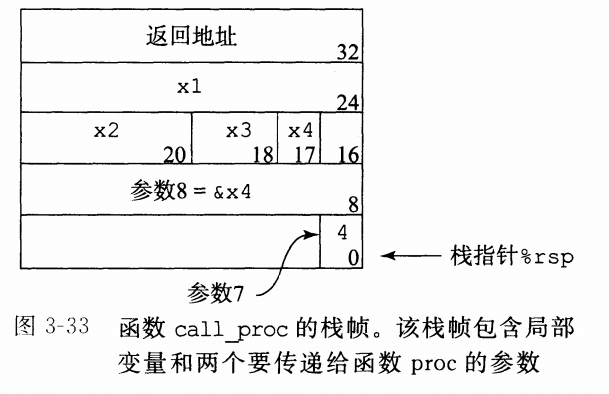 返回地址
32
x1
24
x2 x3 x4
20 18 17 16
参数8 = &x4
8
4
0 栈指针%rsp
参数7
图 3-33 函数 call_proc 的栈帧。该栈帧包含局部
变量和两个要传递给函数 proc 的参数